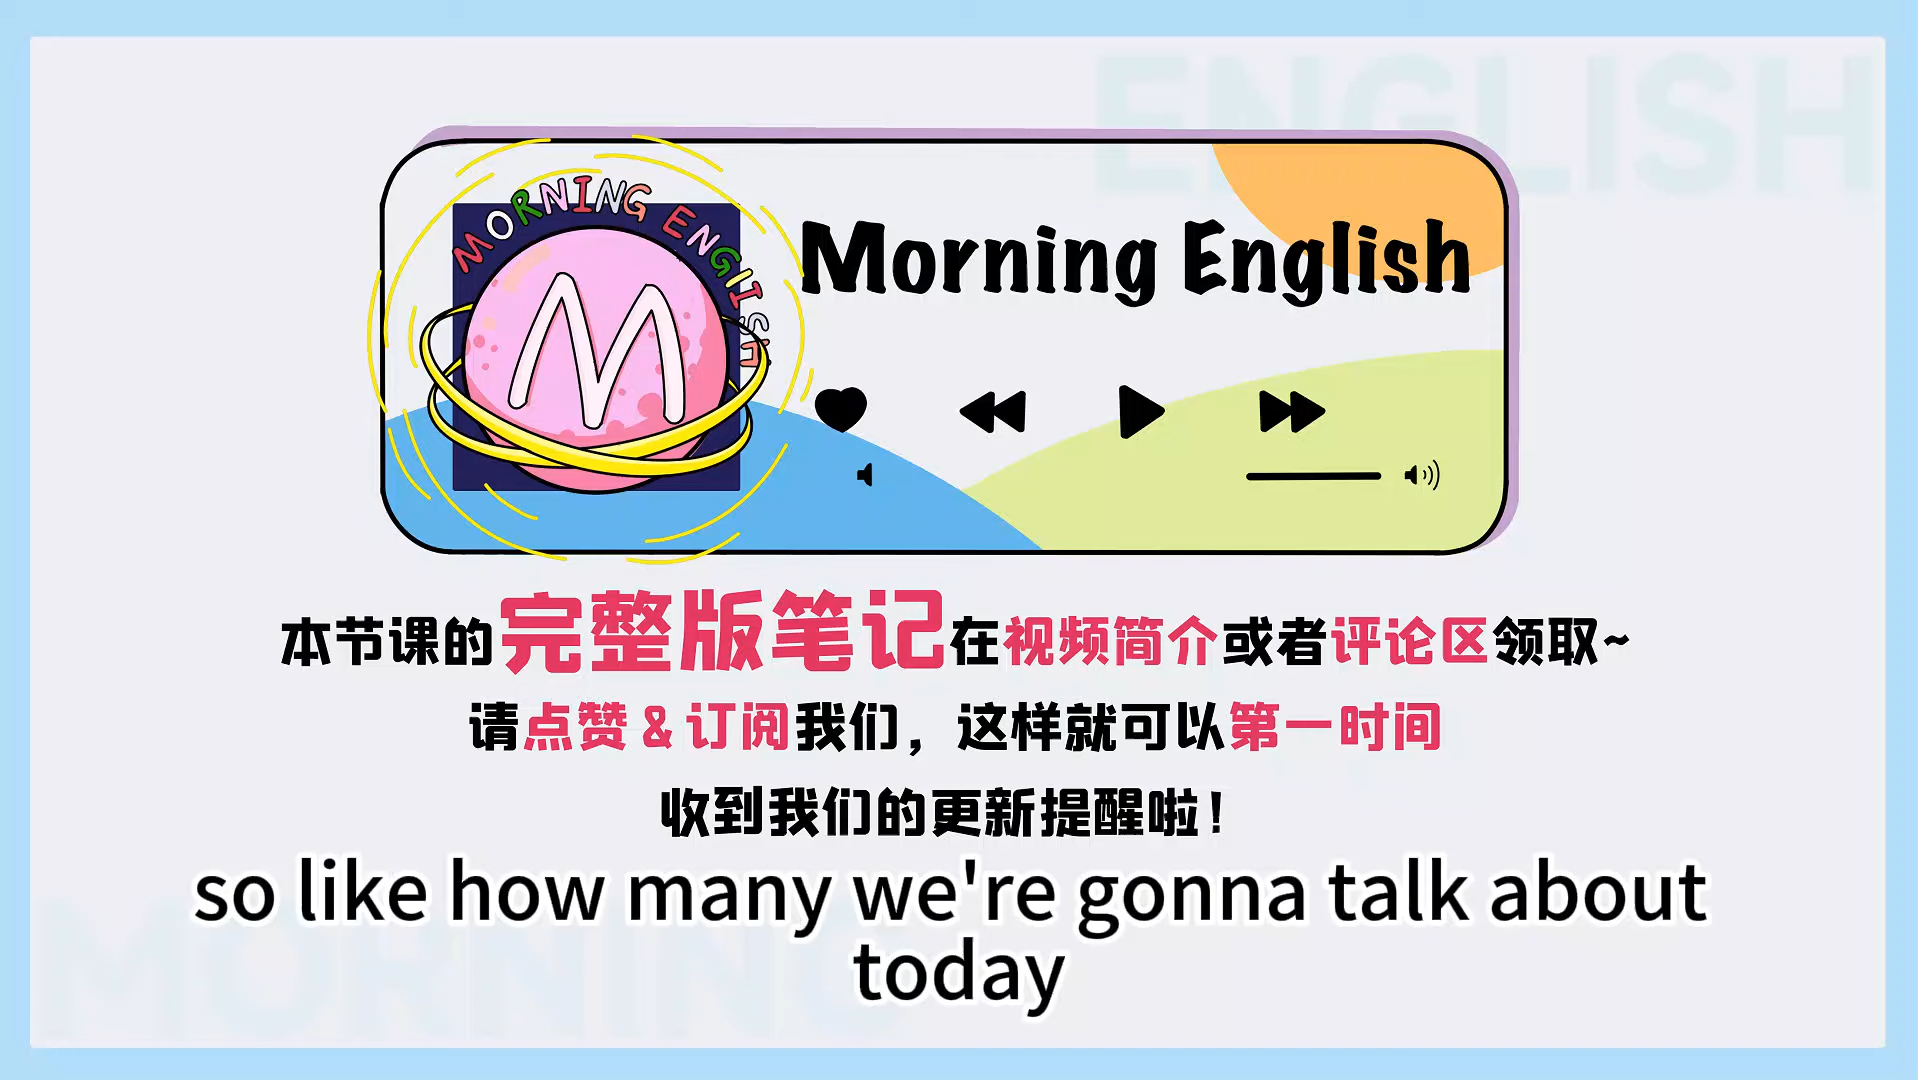 ENGLISH
MORNING ENGLISH
M
Morning English
本节课的完整版笔记在视频简介或者评论区领取~
请点赞&订阅我们，这样就可以第一时间
收到我们的更新提醒啦！
so like how many we're gonna talk about
today
MORNING